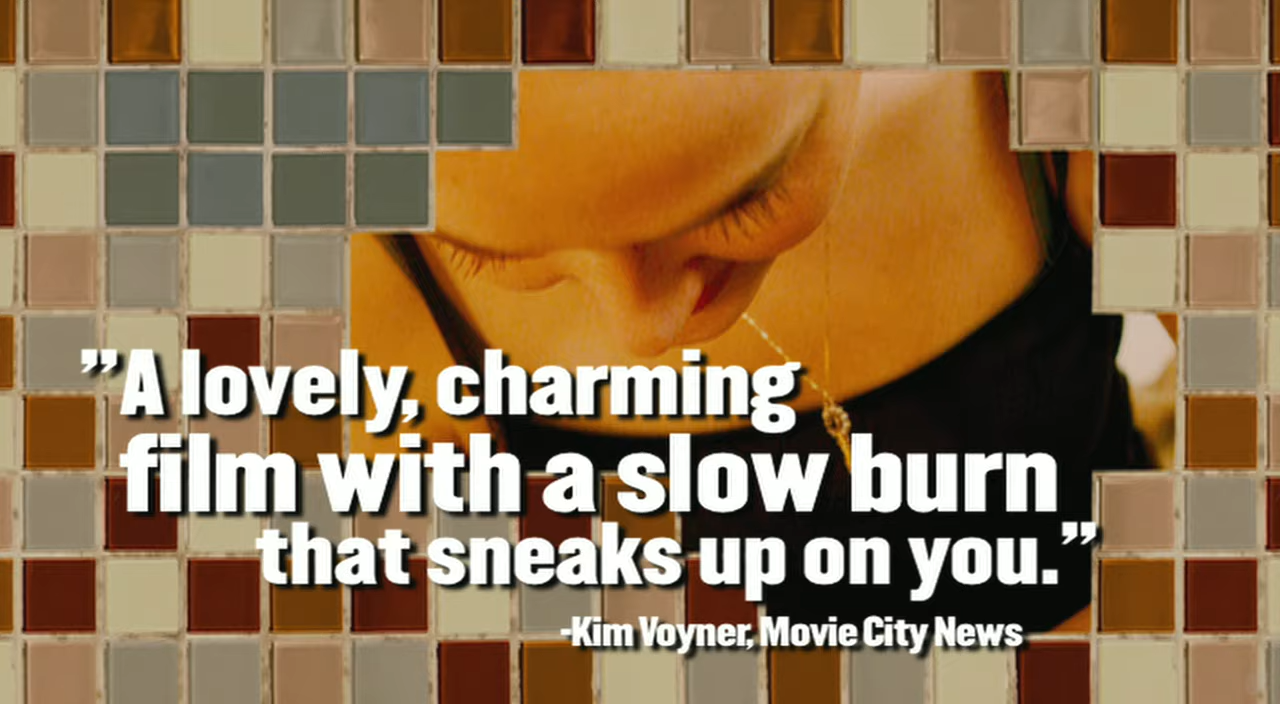 ”A lovely, charming
film with a slow burn
that sneaks up on you.”
-Kim Voyner, Movie City News